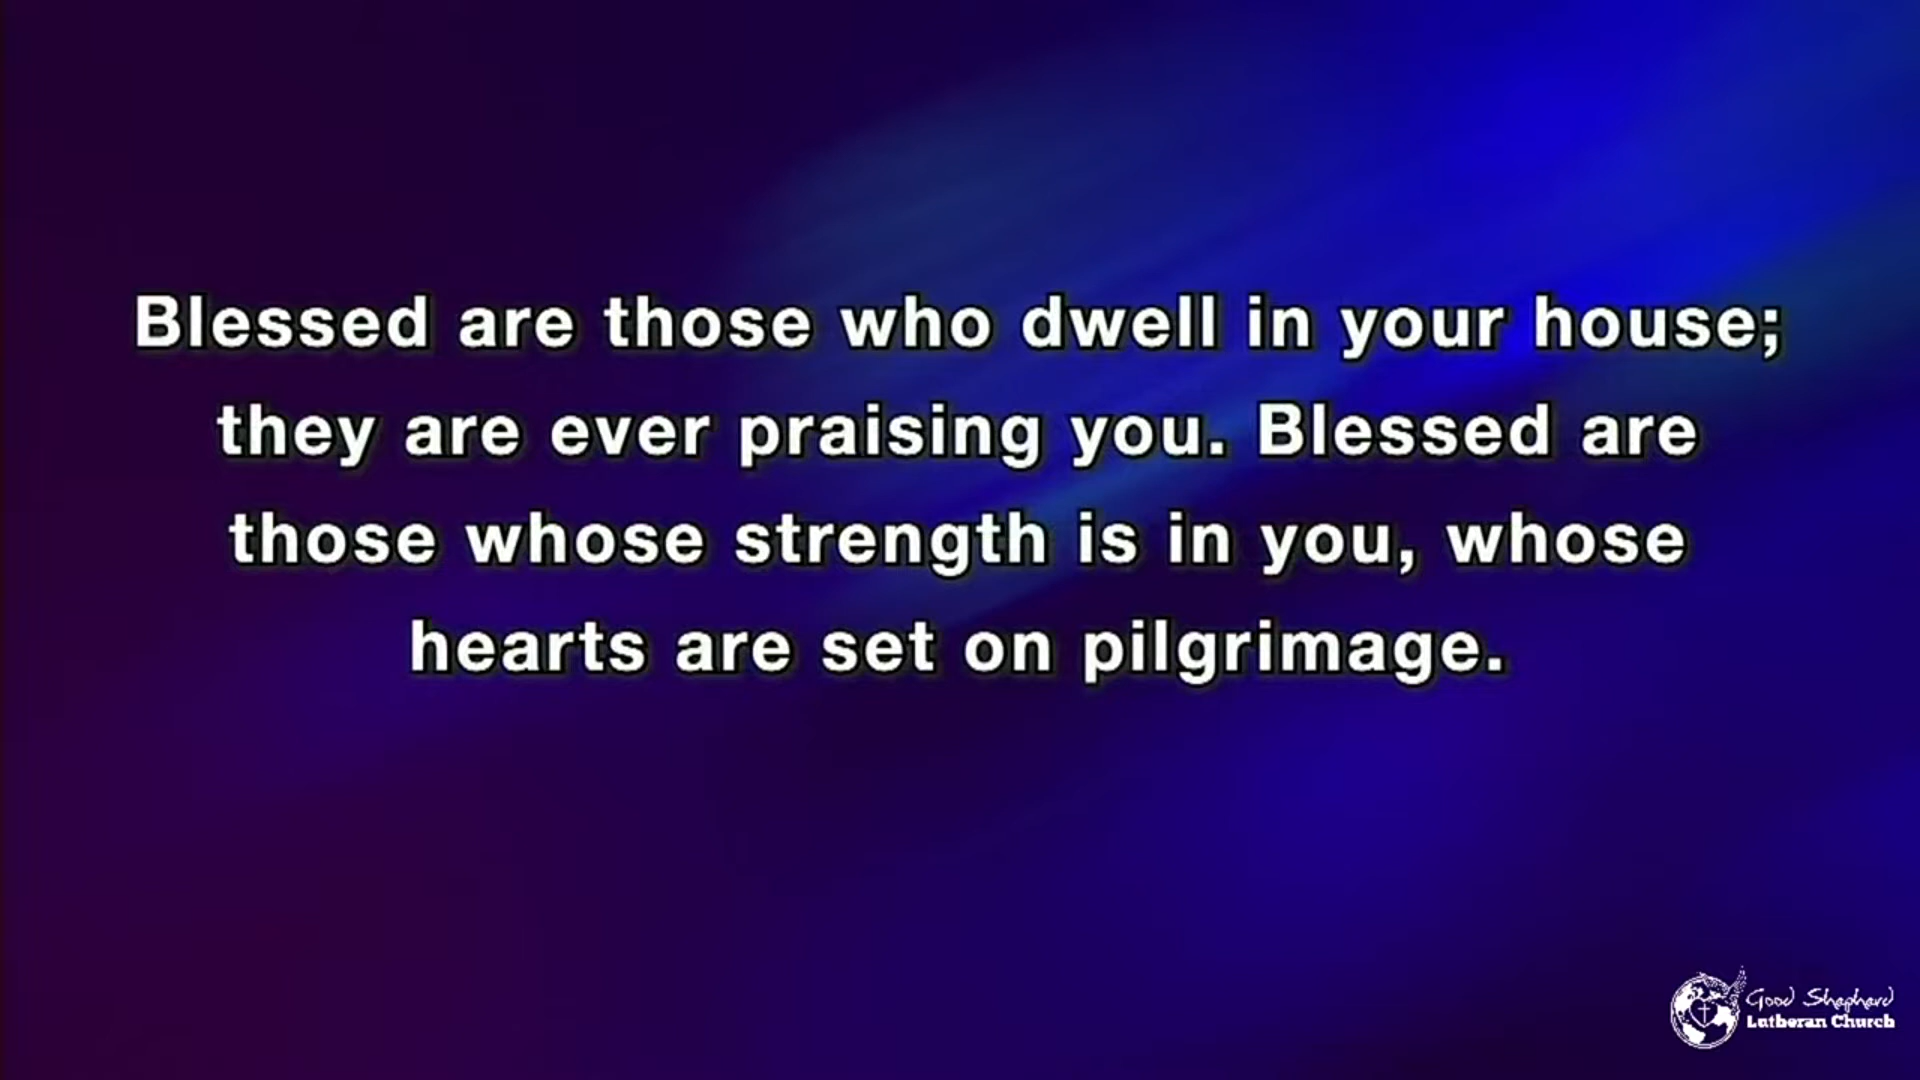 Blessed are those who dwell in your house;
they are ever praising you. Blessed are
those whose strength is in you, whose
hearts are set on pilgrimage.
Good Shepherd
Lutheran Church